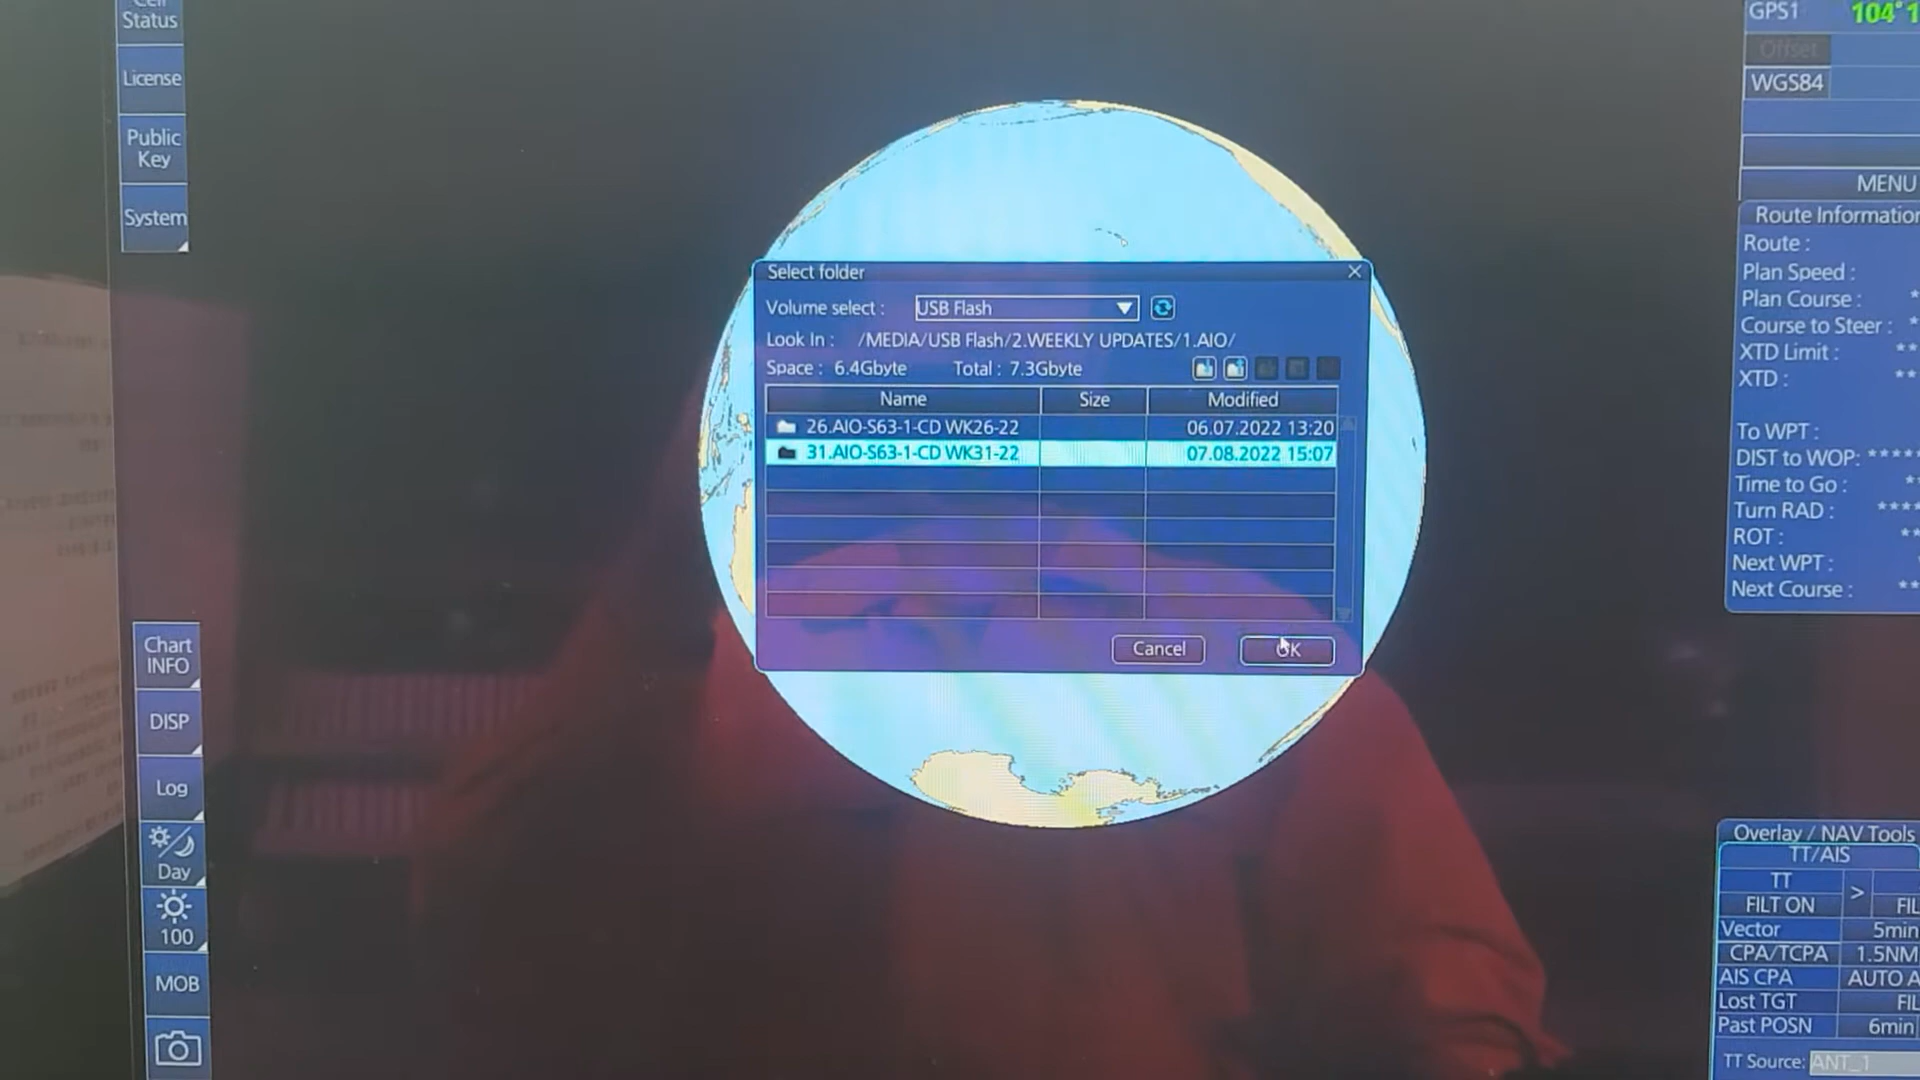 Cell
Status
License
Public
Key
System
Chart
INFO
DISP
Log
Day
100
MOB
Select folder
Volume select : USB Flash
Look In : /MEDIA/USB Flash/2.WEEKLY UPDATES/1.AIO/
Space : 6.4Gbyte Total : 7.3Gbyte
Name Size Modified
26.AIO-S63-1-CD WK26-22 06.07.2022 13:20
31.AIO-S63-1-CD WK31-22 07.08.2022 15:07
Cancel OK
GPS1 104°1
Offset
WGS84
MENU
Route Information
Route :
Plan Speed :
Plan Course : *
Course to Steer : *
XTD Limit : **
XTD : **
To WPT :
DIST to WOP: *****
Time to Go : **
Turn RAD : ****
ROT : **
Next WPT :
Next Course : **
Overlay / NAV Tools
TT/AIS
TT >
FILT ON FIL
Vector 5min
CPA/TCPA 1.5NM
AIS CPA AUTO A
Lost TGT FIL
Past POSN 6min
TT Source: ANT_1